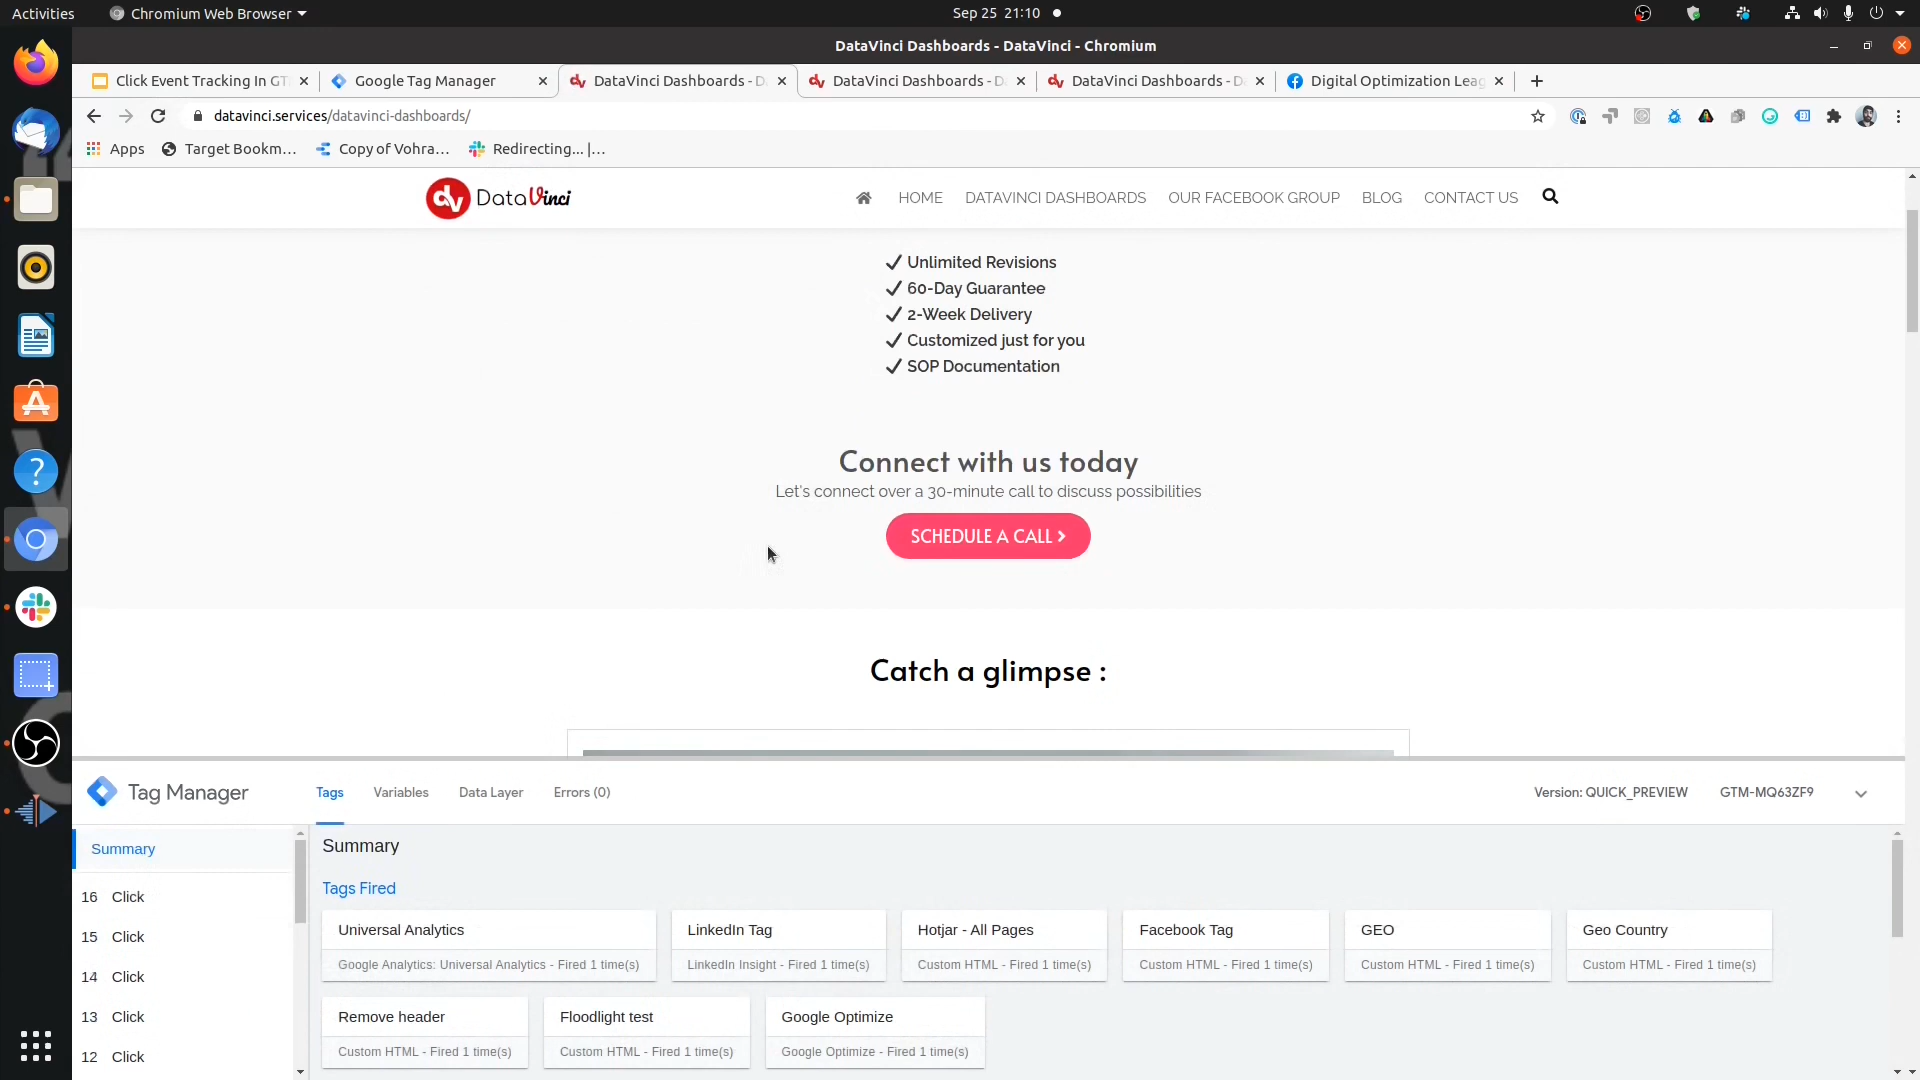 Activities
Chromium Web Browser
Sep 25 21:10
DataVinci Dashboards - DataVinci - Chromium
Click Event Tracking In GT
Google Tag Manager
DataVinci Dashboards - D
DataVinci Dashboards - D
DataVinci Dashboards - D
Digital Optimization Leag
datavinci.services/datavinci-dashboards/
Apps
Target Bookm...
Copy of Vohra...
Redirecting... |...
dv DataVinci
HOME
DATAVINCI DASHBOARDS
OUR FACEBOOK GROUP
BLOG
CONTACT US
Unlimited Revisions
60-Day Guarantee
2-Week Delivery
Customized just for you
SOP Documentation
Connect with us today
Let's connect over a 30-minute call to discuss possibilities
SCHEDULE A CALL
Catch a glimpse :
Tag Manager
Tags
Variables
Data Layer
Errors (0)
Version: QUICK_PREVIEW
GTM-MQ63ZF9
Summary
16 Click
15 Click
14 Click
13 Click
12 Click
Summary
Tags Fired
Universal Analytics
Google Analytics: Universal Analytics - Fired 1 time(s)
LinkedIn Tag
LinkedIn Insight - Fired 1 time(s)
Hotjar - All Pages
Custom HTML - Fired 1 time(s)
Facebook Tag
Custom HTML - Fired 1 time(s)
GEO
Custom HTML - Fired 1 time(s)
Geo Country
Custom HTML - Fired 1 time(s)
Remove header
Custom HTML - Fired 1 time(s)
Floodlight test
Custom HTML - Fired 1 time(s)
Google Optimize
Google Optimize - Fired 1 time(s)